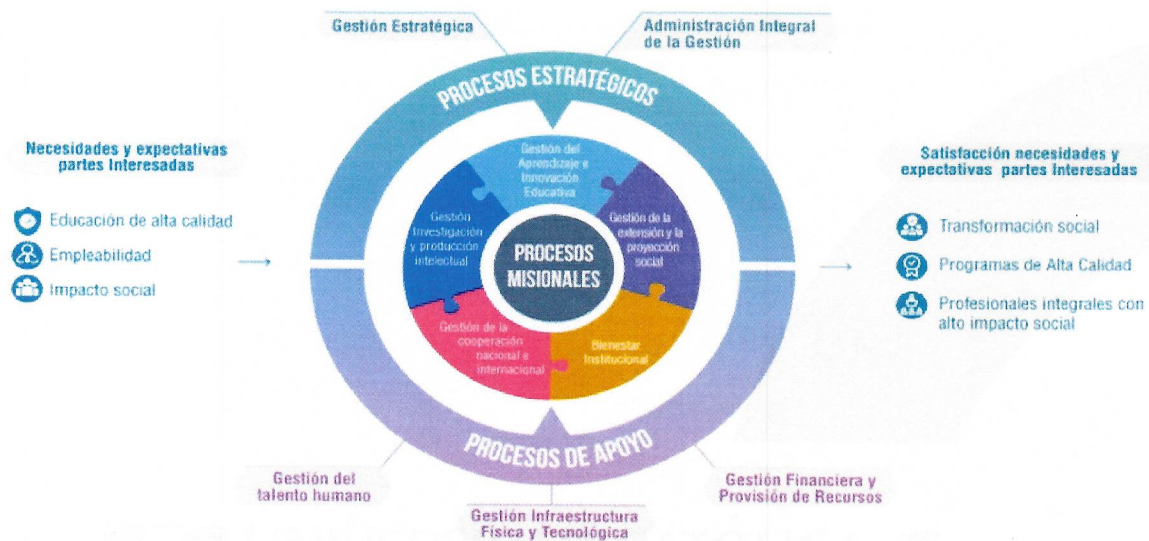 Gestión Estratégica
Administración Integral
de la Gestión
PROCESOS ESTRATÉGICOS
Necesidades y expectativas
partes Interesadas
Educación de alta calidad
Empleabilidad
Impacto social
Gestión del
Aprendizaje e
Innovación
Educativa
Gestión
Investigación
y producción
intelectual
Gestión de la
extensión y la
proyección
social
PROCESOS
MISIONALES
Gestión de la
cooperación
nacional e
internacional
Bienestar
Institucional
Satisfacción necesidades y
expectativas partes Interesadas
Transformación social
Programas de Alta Calidad
Profesionales integrales con
alto impacto social
PROCESOS DE APOYO
Gestión del
talento humano
Gestión Infraestructura
Física y Tecnológica
Gestión Financiera y
Provisión de Recursos